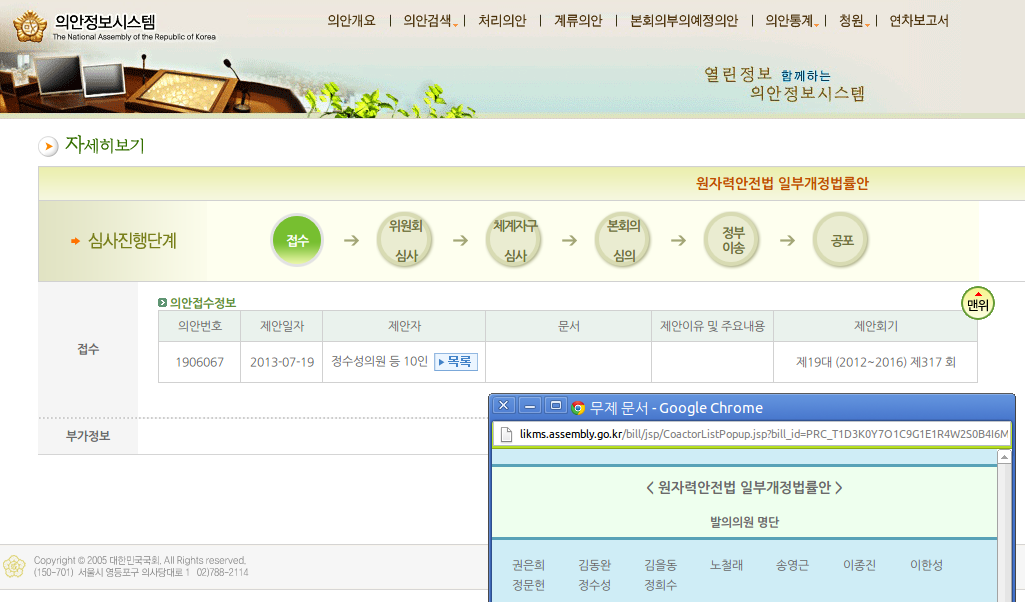 의안정보시스템
The National Assembly of the Republic of Korea
의안개요 | 의안검색 | 처리의안 | 계류의안 | 본회의부의예정의안 | 의안통계 | 청원 | 연차보고서
열린정보 함께하는
의안정보시스템
자세히보기
원자력안전법 일부개정법률안
심사진행단계
접수 → 위원회 심사 → 체계자구 심사 → 본회의 심의 → 정부 이송 → 공포
맨위
접수
의안접수정보
의안번호 제안일자 제안자 문서 제안이유 및 주요내용 제안회기
1906067 2013-07-19 정수성의원 등 10인 목록 제19대 (2012~2016) 제317 회
부가정보
무제 문서 - Google Chrome
likms.assembly.go.kr/bill/jsp/CoactorListPopup.jsp?bill_id=PRC_T1D3K0Y7O1C9G1E1R4W2S0B4I6M
< 원자력안전법 일부개정법률안 >
발의의원 명단
권은희 김동완 김을동 노철래 송영근 이종진 이한성
정문헌 정수성 정희수
Copyright © 2005 대한민국국회, All Rights reserved,
(150-701) 서울시 영등포구 의사당대로 1 02)788-2114